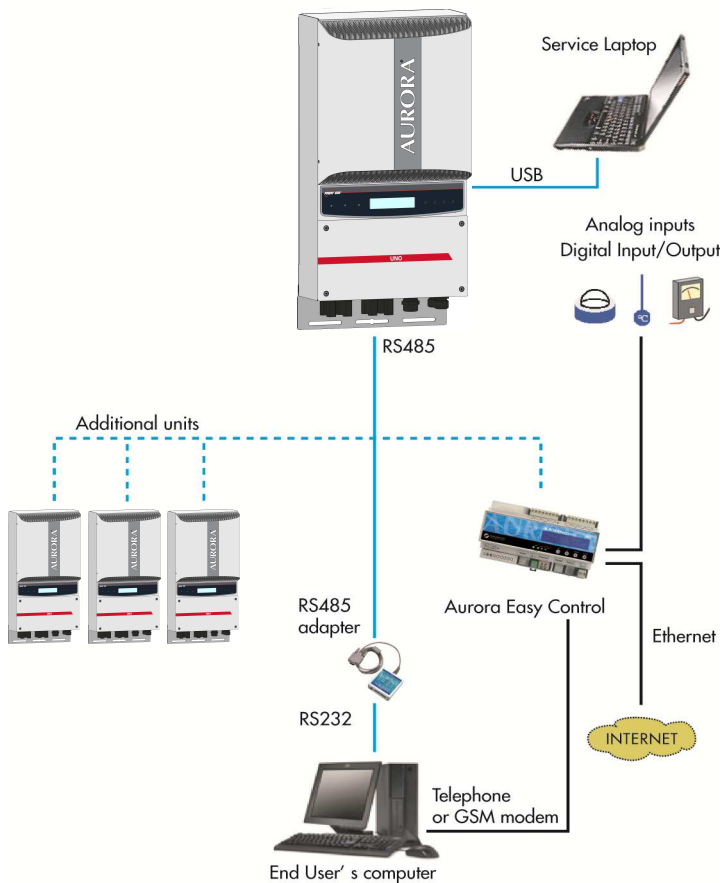 Service Laptop
AURORA
USB
Analog inputs
Digital Input/Output
°C
UNO
RS485
Additional units
AURORA
AURORA
AURORA
RS485
adapter
Aurora Easy Control
Ethernet
RS232
INTERNET
Telephone
or GSM modem
End User' s computer